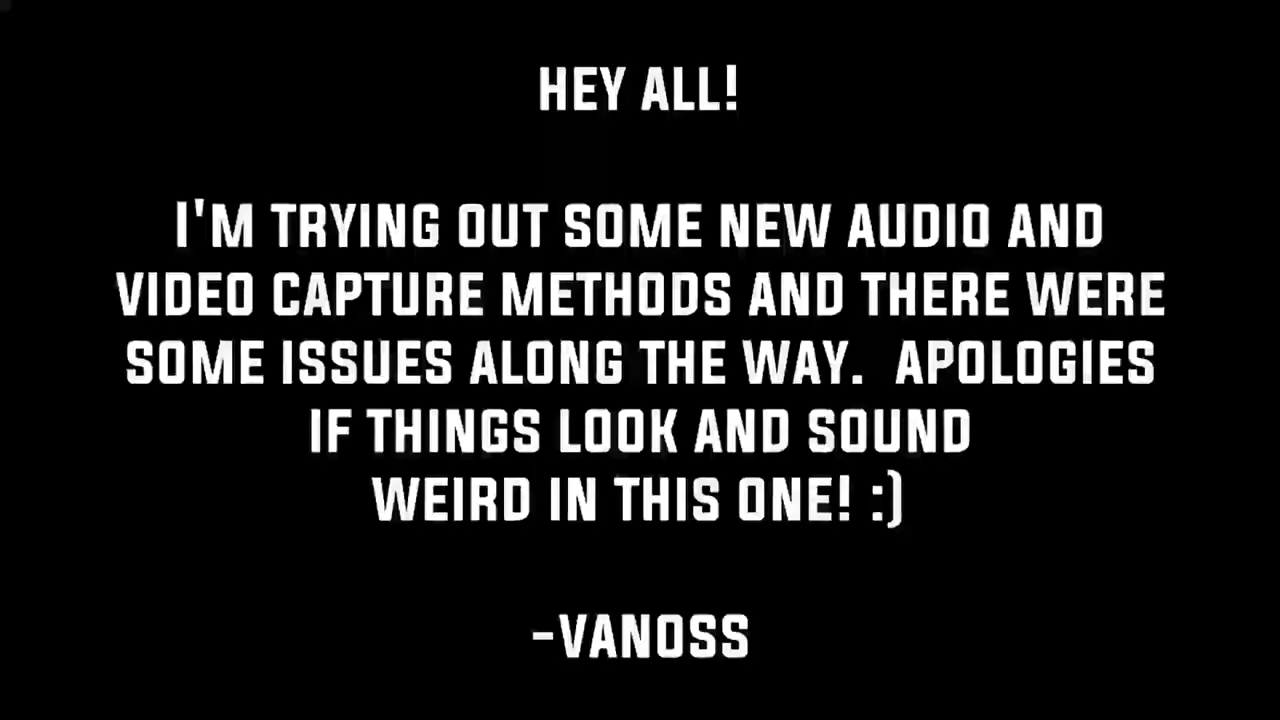 HEY ALL!
I'M TRYING OUT SOME NEW AUDIO AND
VIDEO CAPTURE METHODS AND THERE WERE
SOME ISSUES ALONG THE WAY.  APOLOGIES
IF THINGS LOOK AND SOUND
WEIRD IN THIS ONE! :)
-VANOSS